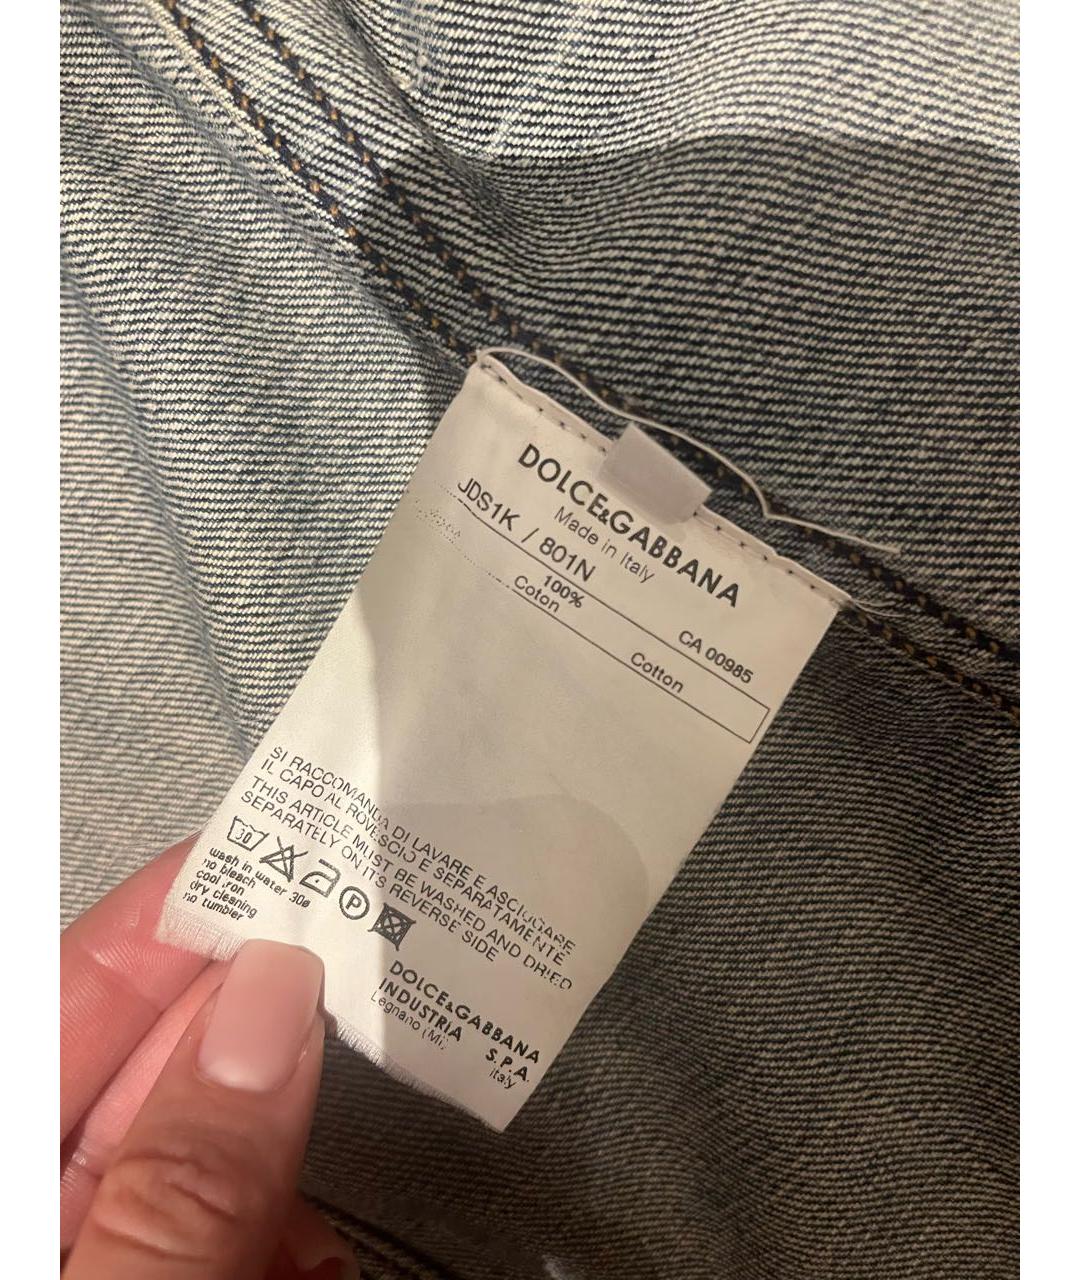 DOLCE&GABBANA
Made in Italy
JDS1K / 801N CA 00985
100%
Coton Cotton
SI RACCOMANDA DI LAVARE E ASCIUGARE
IL CAPO AL ROVESCIO E SEPARATAMENTE
THIS ARTICLE MUST BE WASHED AND DRIED
SEPARATELY ON ITS REVERSE SIDE
30
P
wash in water 30°
no bleach
cool iron
dry cleaning
no tumbler
DOLCE&GABBANA
INDUSTRIA S.P.A.
Legnano (Mi) Italy